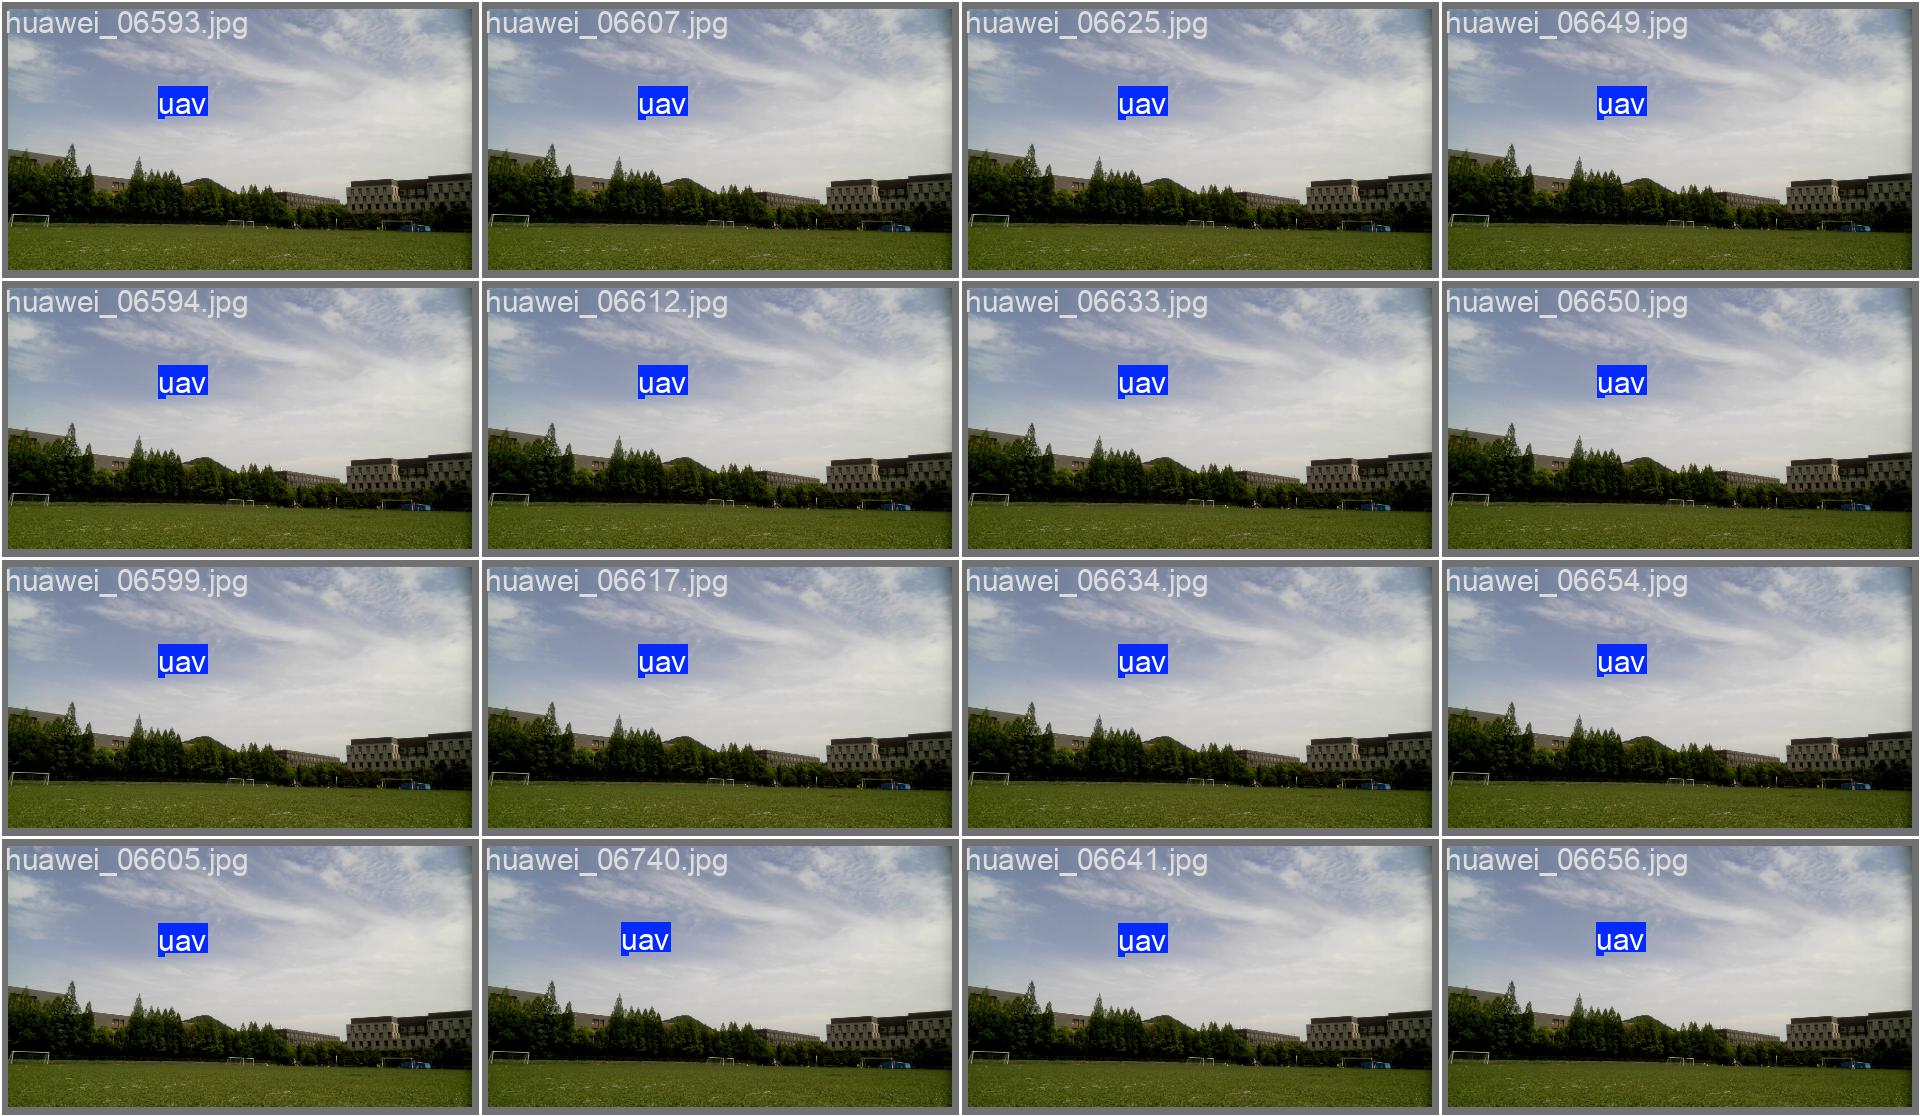 huawei_06593.jpg
uav
huawei_06607.jpg
uav
huawei_06625.jpg
uav
huawei_06649.jpg
uav
huawei_06594.jpg
uav
huawei_06612.jpg
uav
huawei_06633.jpg
uav
huawei_06650.jpg
uav
huawei_06599.jpg
uav
huawei_06617.jpg
uav
huawei_06634.jpg
uav
huawei_06654.jpg
uav
huawei_06605.jpg
uav
huawei_06740.jpg
uav
huawei_06641.jpg
uav
huawei_06656.jpg
uav